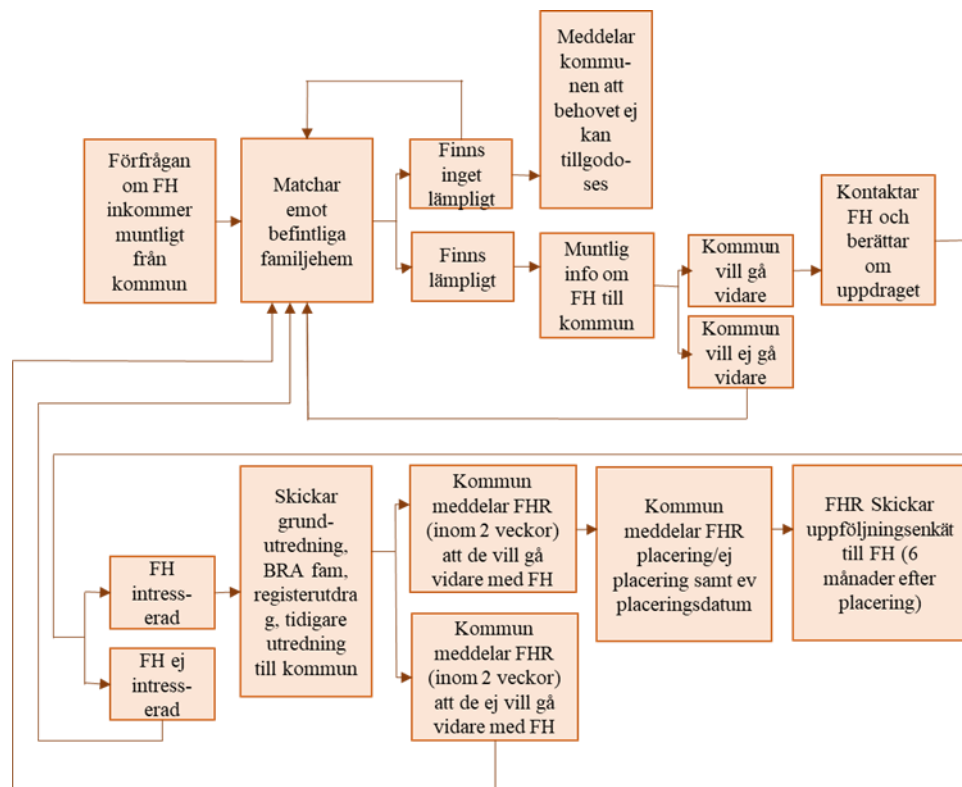 Förfrågan
om FH
inkommer
muntligt
från
kommun
Matchar
emot
befintliga
familjehem
Finns
inget
lämpligt
Meddelar
kommu-
nen att
behovet ej
kan
tillgodo-
ses
Finns
lämpligt
Muntlig
info om
FH till
kommun
Kommun
vill gå
vidare
Kommun
vill ej gå
vidare
Kontaktar
FH och
berättar
om
uppdraget
FH
intress-
erad
FH ej
intress-
erad
Skickar
grund-
utredning,
BRA fam,
registerutdra
g, tidigare
utredning
till kommun
Kommun
meddelar FHR
(inom 2 veckor)
att de vill gå
vidare med FH
Kommun
meddelar FHR
(inom 2 veckor)
att de ej vill gå
vidare med FH
Kommun
meddelar FHR
placering/ej
placering samt ev
placeringsdatum
FHR Skickar
uppföljningsenkät
till FH (6
månader efter
placering)